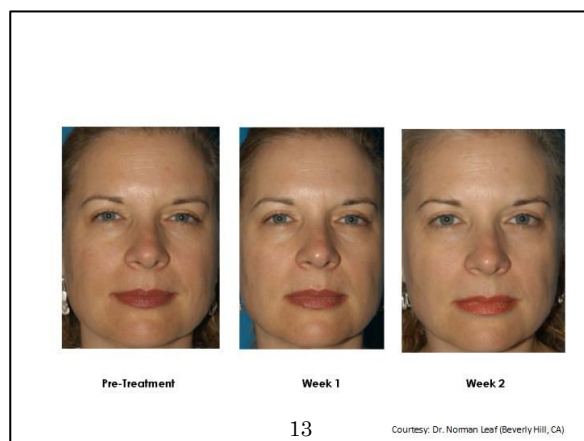 Pre-Treatment
Week 1
Week 2
13
Courtesy: Dr. Norman Leaf (Beverly Hill, CA)